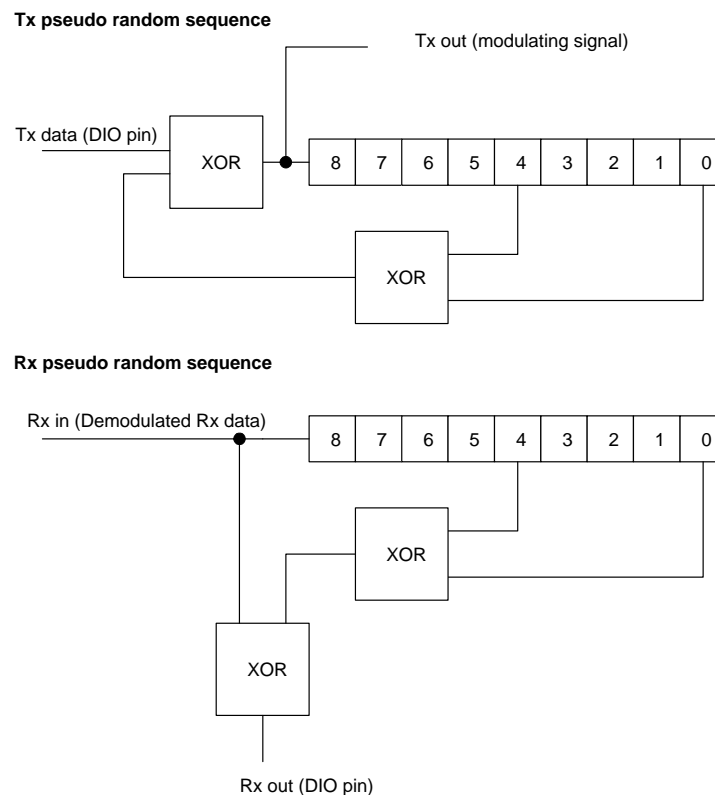 Tx pseudo random sequence
Tx out (modulating signal)
Tx data (DIO pin)
XOR
8 7 6 5 4 3 2 1 0
XOR
Rx pseudo random sequence
Rx in (Demodulated Rx data)
8 7 6 5 4 3 2 1 0
XOR
XOR
Rx out (DIO pin)